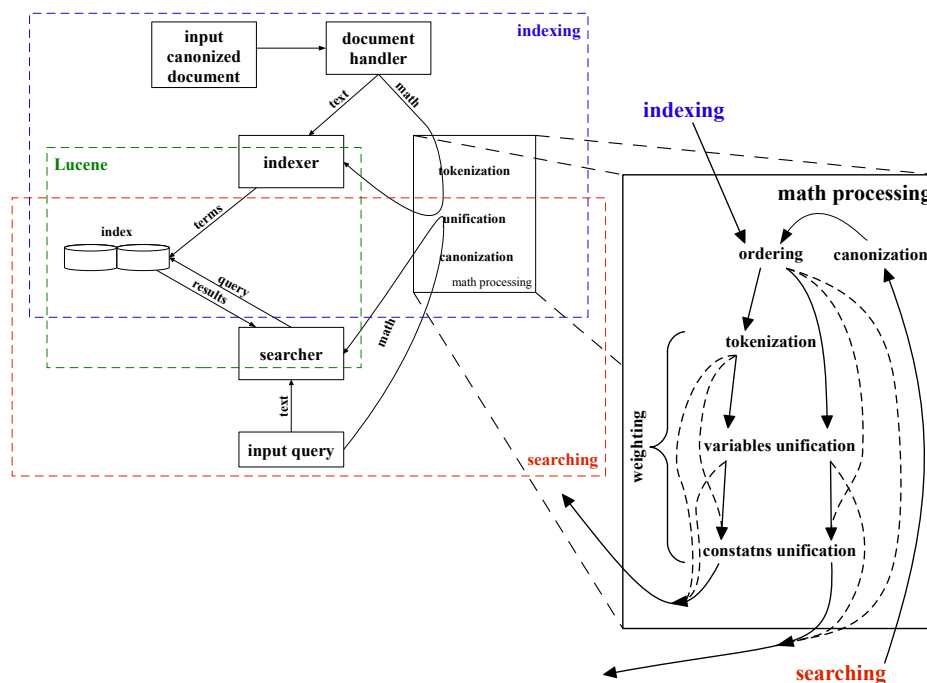 indexing
input
canonized
document
document
handler
text
math
Lucene
indexer
tokenization
terms
unification
index
canonization
math processing
query
results
math
searcher
text
input query
searching
indexing
math processing
ordering
canonization
tokenization
weighting
variables unification
constatns unification
searching